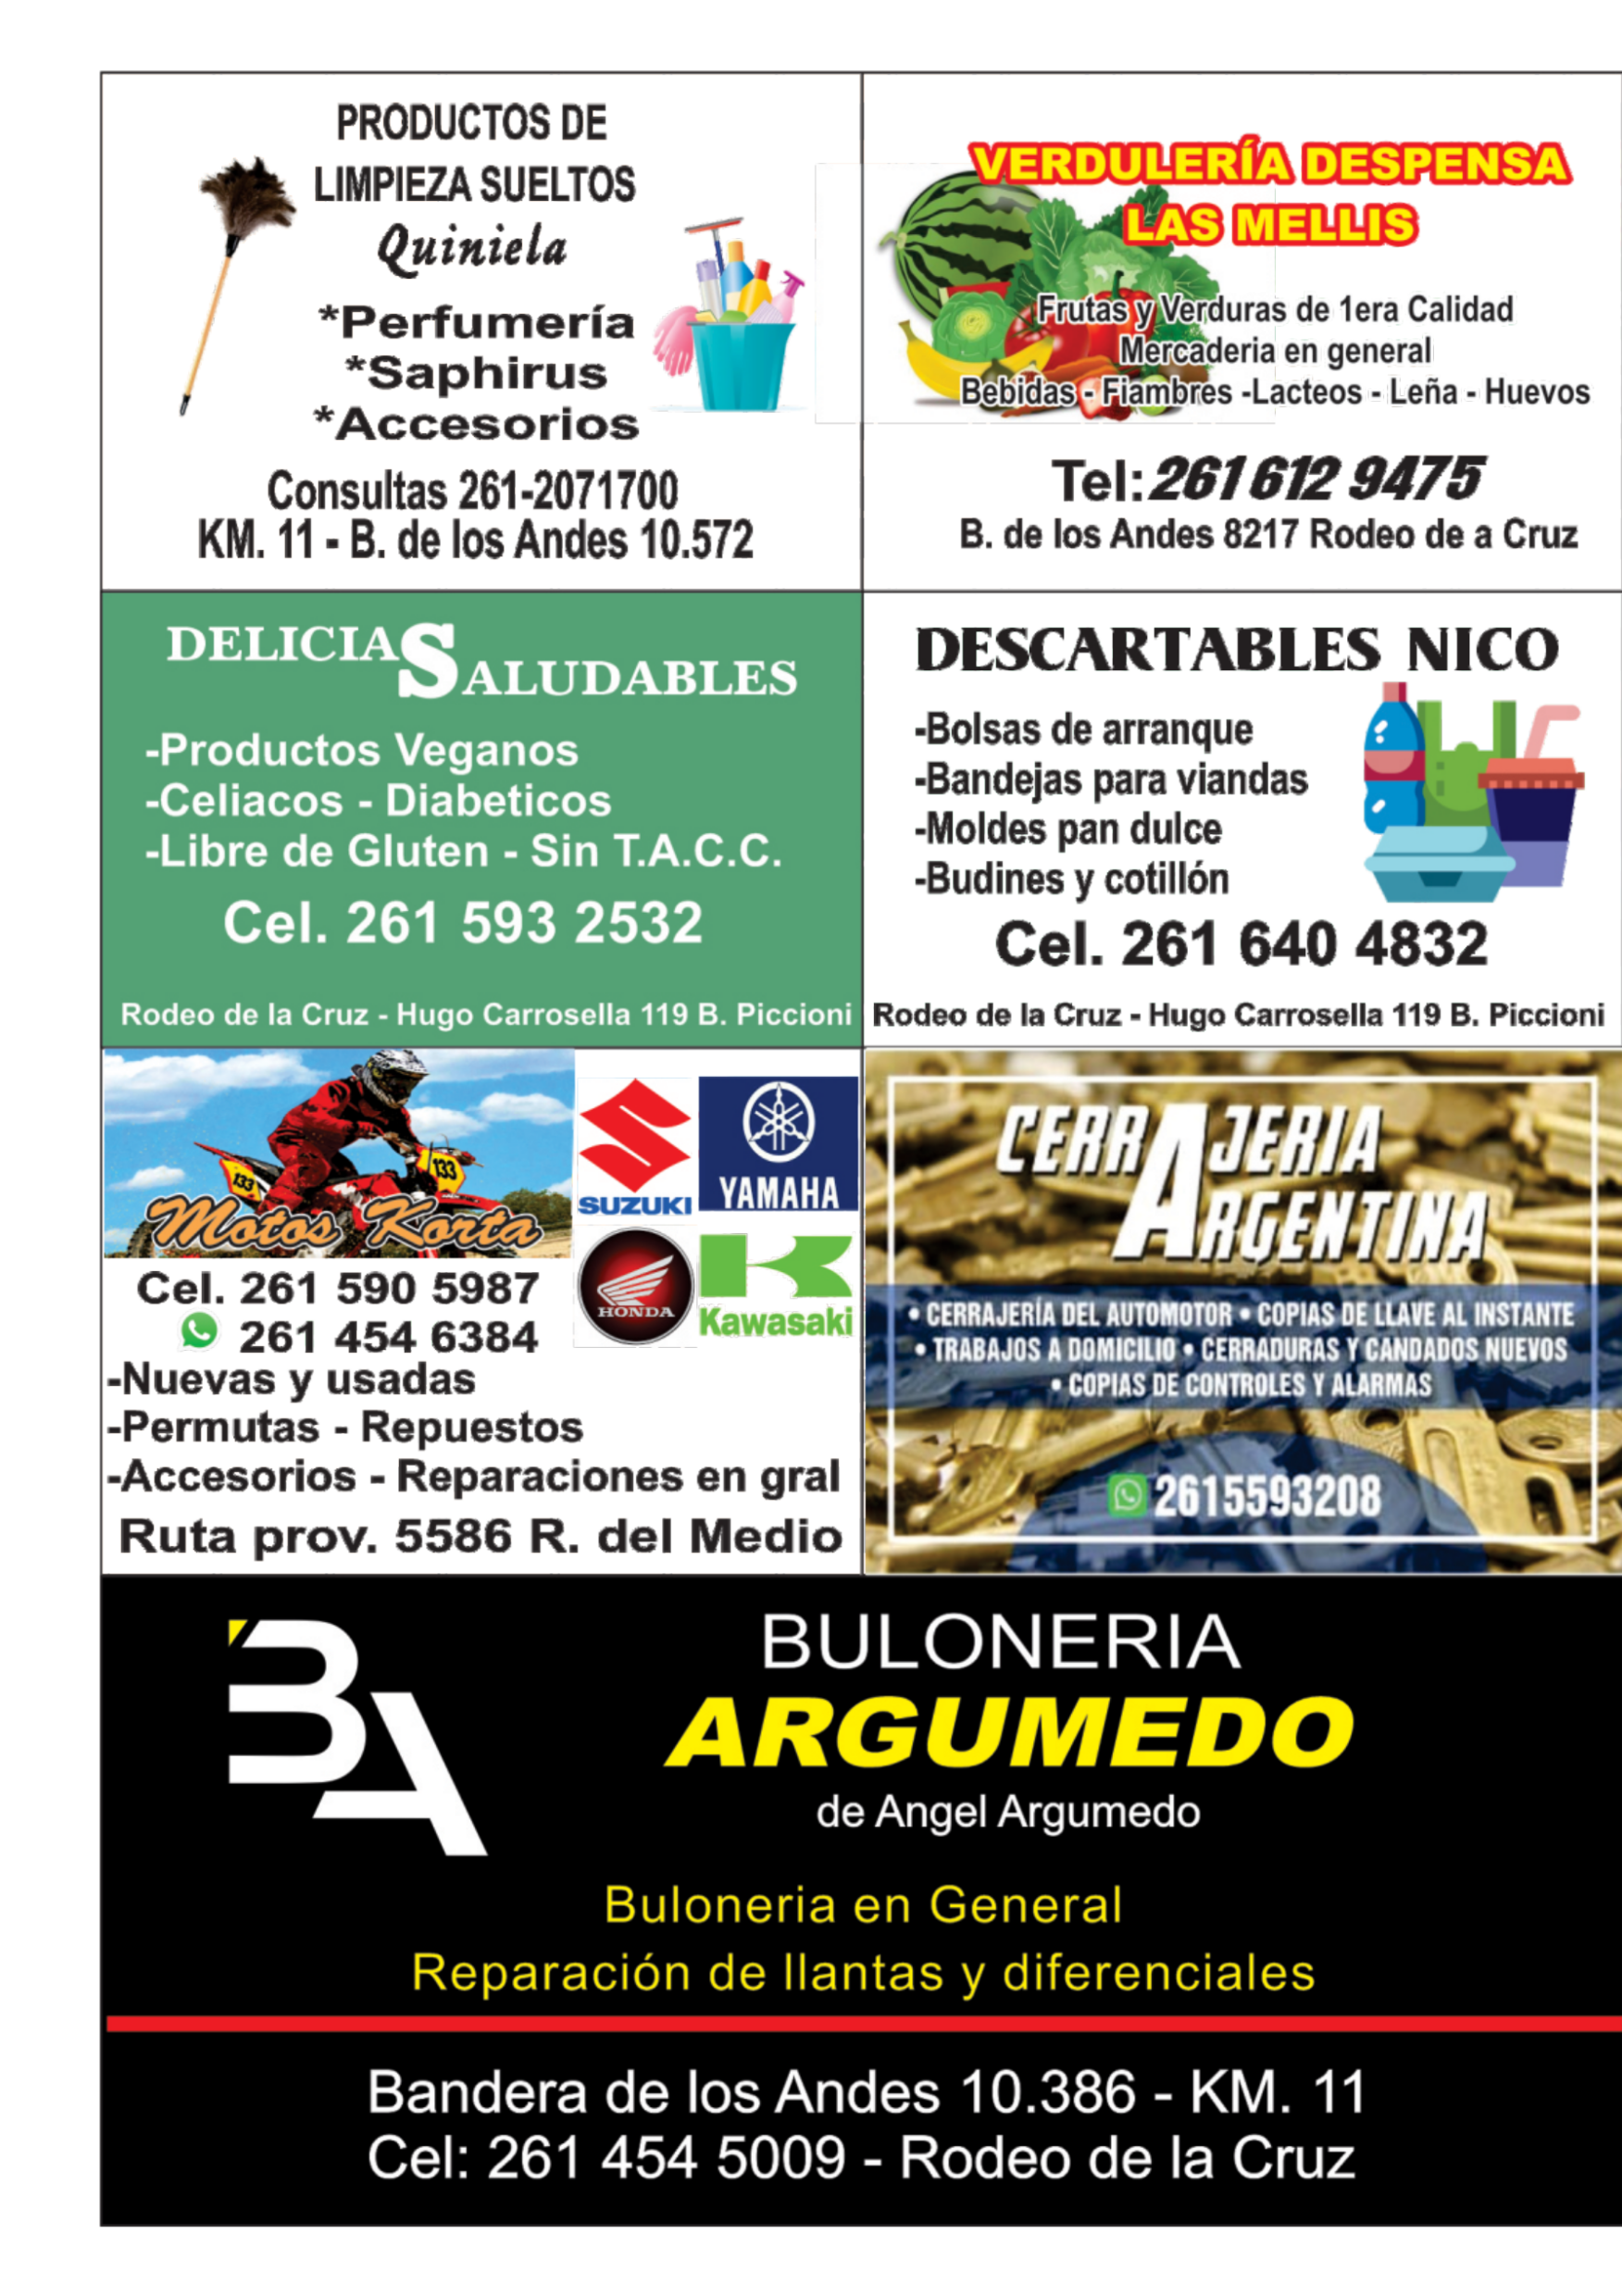 PRODUCTOS DE
LIMPIEZA SUELTOS
Quiniela
*Perfumería
*Saphirus
*Accesorios
Consultas 261-2071700
KM. 11 - B. de los Andes 10.572
VERDULERÍA DESPENSA
LAS MELLIS
Frutas y Verduras de 1era Calidad
Mercaderia en general
Bebidas - Fiambres -Lacteos - Leña - Huevos
Tel: 261 612 9475
B. de los Andes 8217 Rodeo de a Cruz
DELICIAS
SALUDABLES
-Productos Veganos
-Celiacos - Diabeticos
-Libre de Gluten - Sin T.A.C.C.
Cel. 261 593 2532
Rodeo de la Cruz - Hugo Carrosella 119 B. Piccioni
DESCARTABLES NICO
-Bolsas de arranque
-Bandejas para viandas
-Moldes pan dulce
-Budines y cotillón
Cel. 261 640 4832
Rodeo de la Cruz - Hugo Carrosella 119 B. Piccioni
133
133
Motos Korta
SUZUKI
YAMAHA
HONDA
Kawasaki
Cel. 261 590 5987
261 454 6384
-Nuevas y usadas
-Permutas - Repuestos
-Accesorios - Reparaciones en gral
Ruta prov. 5586 R. del Medio
CERRAJERIA
ARGENTINA
• CERRAJERIA DEL AUTOMOTOR • COPIAS DE LLAVE AL INSTANTE
• TRABAJOS A DOMICILIO • CERRADURAS Y CANDADOS NUEVOS
• COPIAS DE CONTROLES Y ALARMAS
2615593208
BA
BULONERIA
ARGUMEDO
de Angel Argumedo
Buloneria en General
Reparación de llantas y diferenciales
Bandera de los Andes 10.386 - KM. 11
Cel: 261 454 5009 - Rodeo de la Cruz